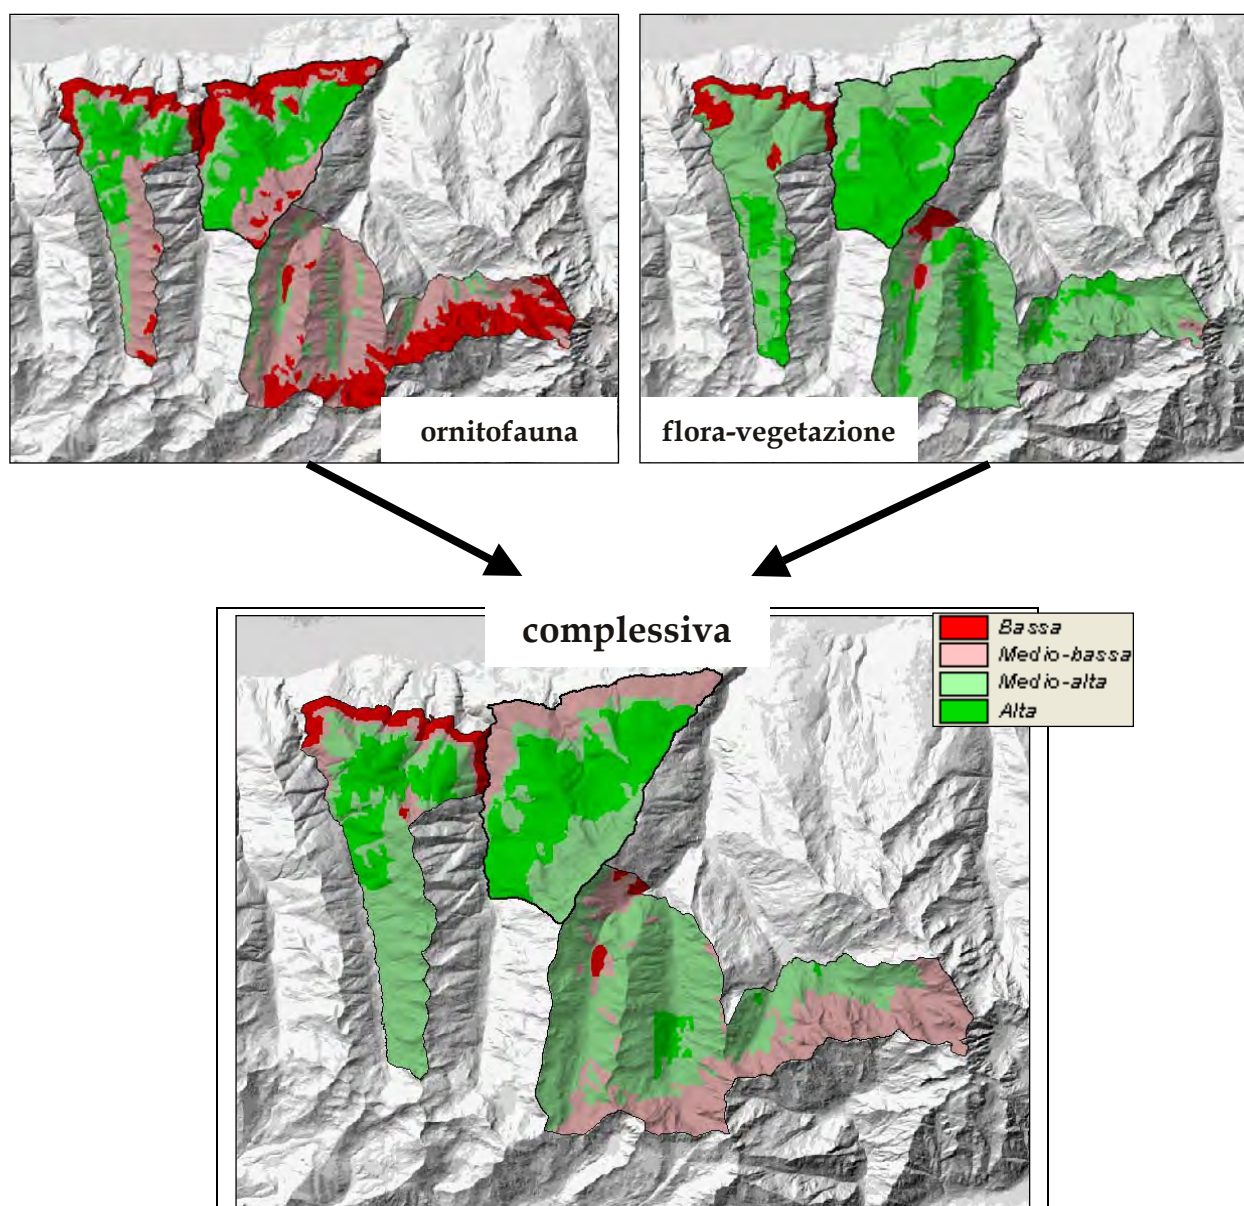 ornitofauna
flora-vegetazione
complessiva
Bassa
Medio-bassa
Medio-alta
Alta